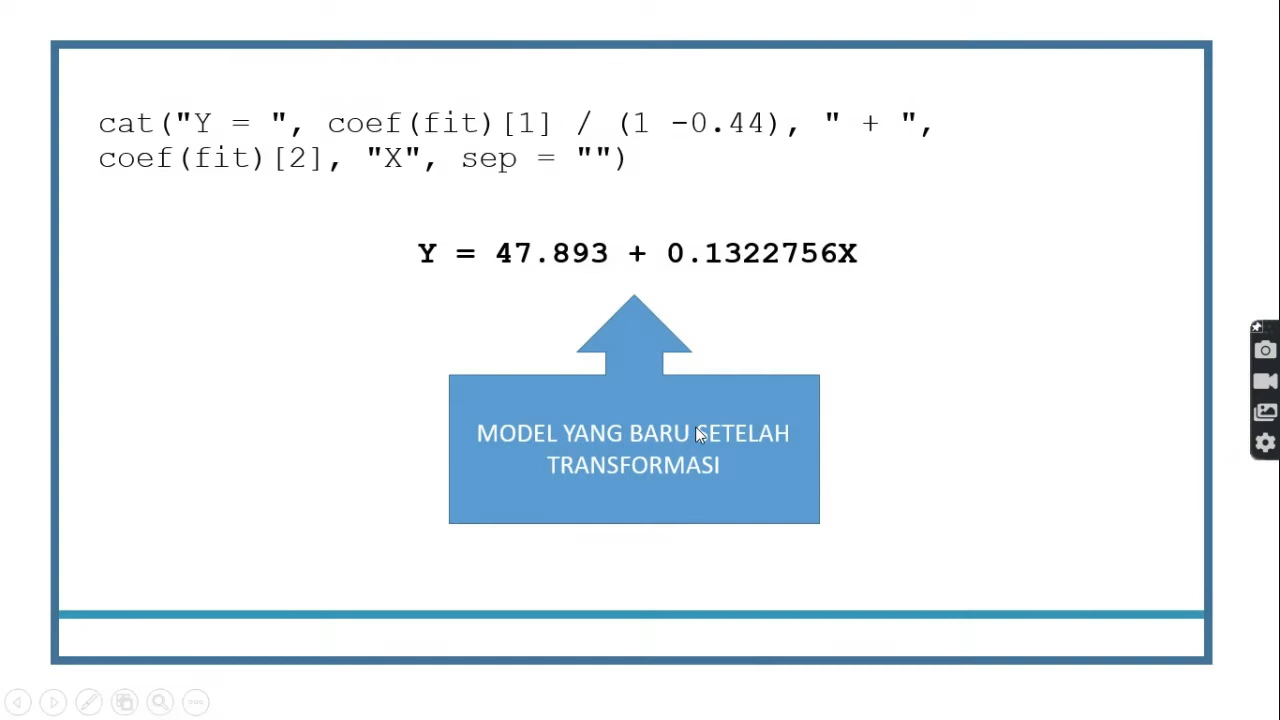 cat("Y = ", coef(fit)[1] / (1 -0.44), " + ",
coef(fit)[2], "X", sep = "")
Y = 47.893 + 0.1322756X
MODEL YANG BARU SETELAH
TRANSFORMASI